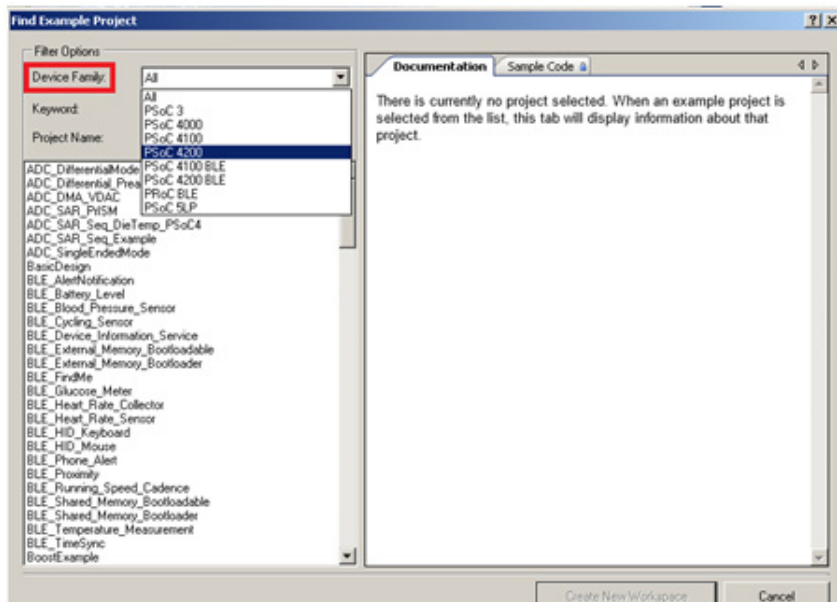 Find Example Project
Filter Options
Device Family:
All
Keyword:
Project Name:
All
PSoC 3
PSoC 4000
PSoC 4100
PSoC 4200
PSoC 4100 BLE
PSoC 4200 BLE
PRoC BLE
PSoC 5LP
ADC_DifferentialMode
ADC_Differential_Prea
ADC_DMA_VDAC
ADC_SAR_PrISM
ADC_SAR_Seq_DieTemp_PSoC4
ADC_SAR_Seq_Example
ADC_SingleEndedMode
BasicDesign
BLE_AlertNotification
BLE_Battery_Level
BLE_Blood_Pressure_Sensor
BLE_Cycling_Sensor
BLE_Device_Information_Service
BLE_External_Memory_Bootloadable
BLE_External_Memory_Bootloader
BLE_FindMe
BLE_Glucose_Meter
BLE_Heart_Rate_Collector
BLE_Heart_Rate_Sensor
BLE_HID_Keyboard
BLE_HID_Mouse
BLE_Phone_Alert
BLE_Proximity
BLE_Running_Speed_Cadence
BLE_Shared_Memory_Bootloadable
BLE_Shared_Memory_Bootloader
BLE_Temperature_Measurement
BLE_TimeSync
BoostExample
Documentation
Sample Code
There is currently no project selected. When an example project is
selected from the list, this tab will display information about that
project.
Create New Workspace
Cancel